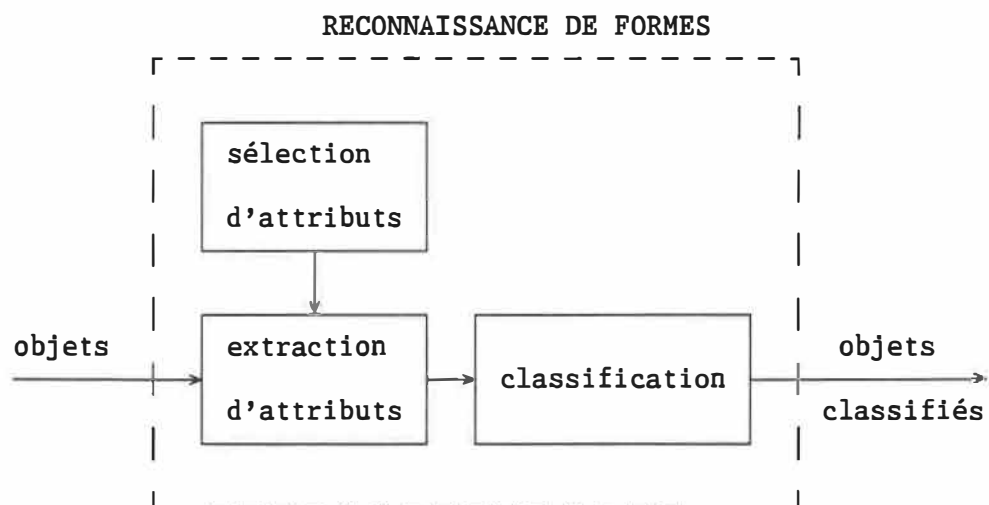 RECONNAISSANCE DE FORMES
sélection
d'attributs
objets
extraction
d'attributs
classification
objets
classifiés